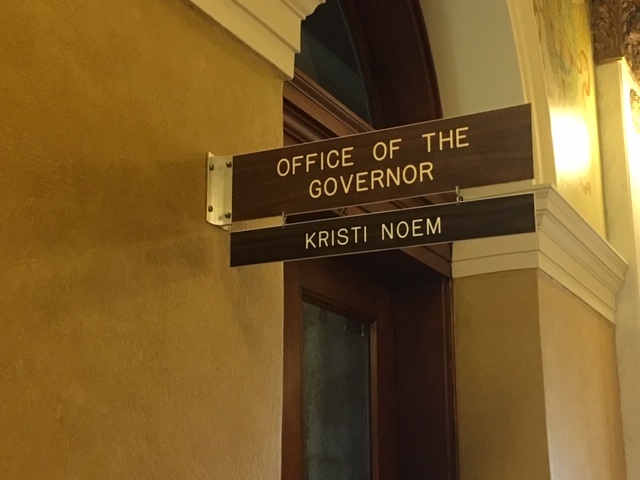 OFFICE OF THE
GOVERNOR
KRISTI NOEM